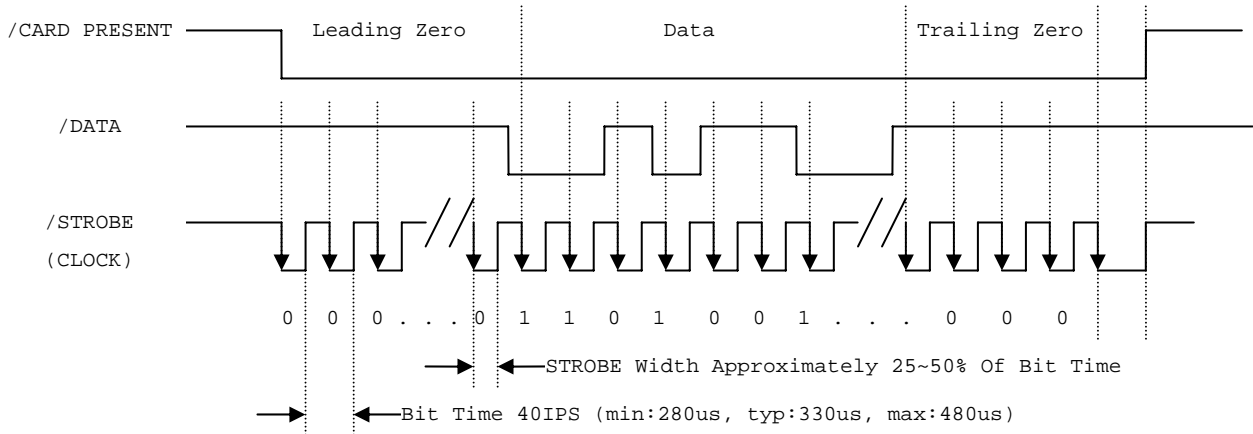 /CARD PRESENT Leading Zero Data Trailing Zero
/DATA
/STROBE
(CLOCK)
0 0 0 . . . 0 1 1 0 1 0 0 1 . . . 0 0 0
STROBE Width Approximately 25~50% Of Bit Time
Bit Time 40IPS (min:280us, typ:330us, max:480us)